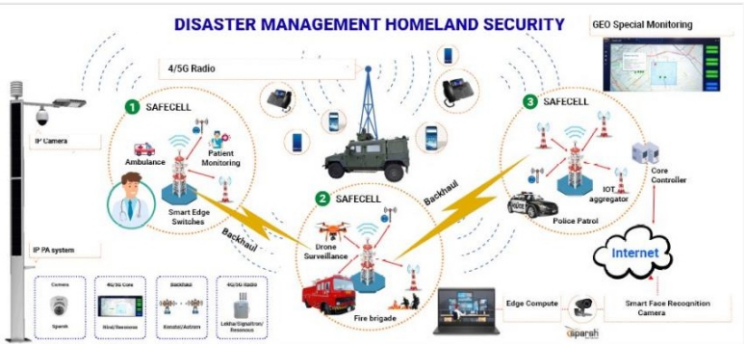 DISASTER MANAGEMENT HOMELAND SECURITY
GEO Special Monitoring
4/5G Radio
1 SAFECELL
3 SAFECELL
IP Camera
Ambulance
Patient
Monitoring
Smart Edge
Switches
IOT
aggregator
Core
Controller
Police Patrol
2 SAFECELL
Backhaul
Backhaul
Drone
Surveillance
Fire brigade
IP PA system
Internet
Camera
Sparsh
4G 5G Core
Backhaul
4G/5G Radio
Edge Compute
sparsh
Smart Face Recognition
Camera